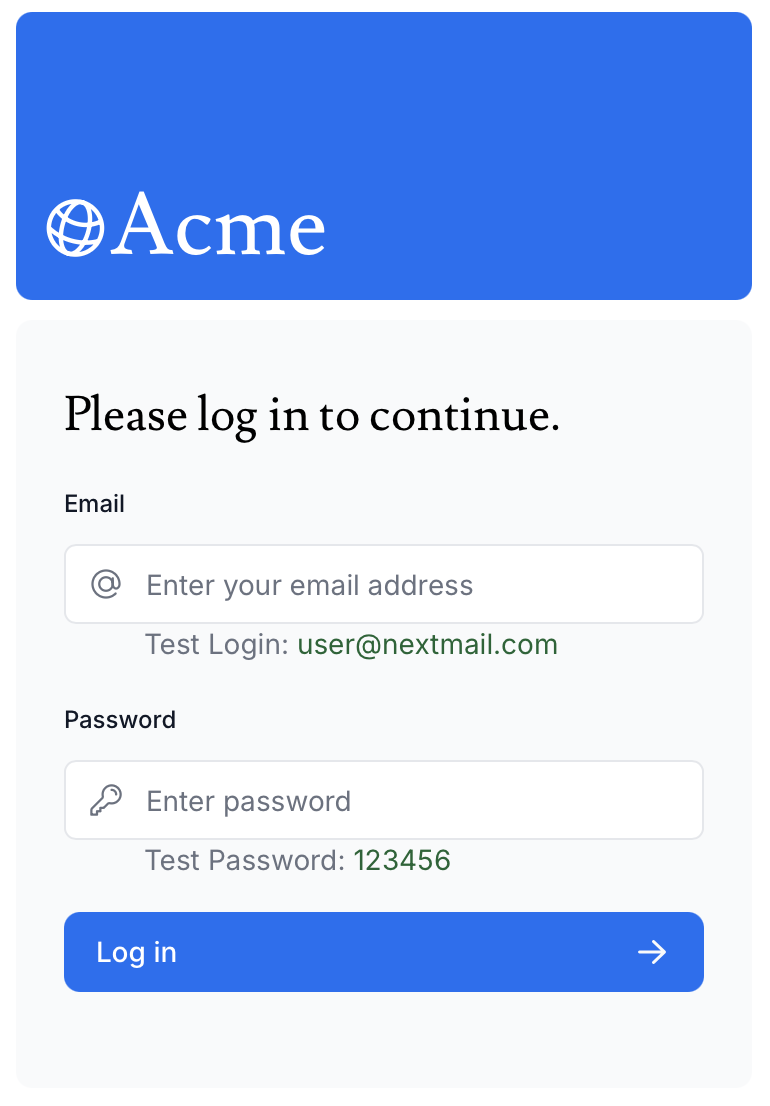 Acme
Please log in to continue.
Email
Enter your email address
Test Login: user@nextmail.com
Password
Enter password
Test Password: 123456
Log in